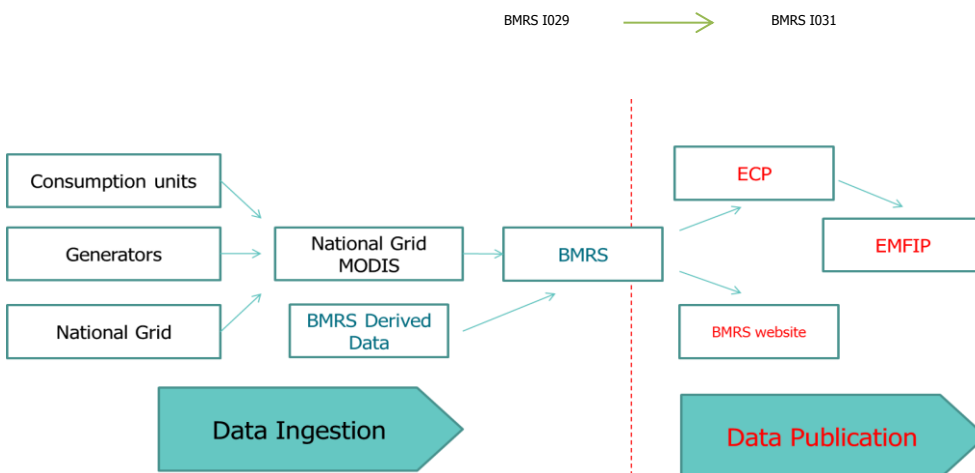 BMRS I029
BMRS I031
Consumption units
Generators
National Grid
National Grid
MODIS
BMRS Derived
Data
BMRS
ECP
EMFIP
BMRS website
Data Ingestion
Data Publication